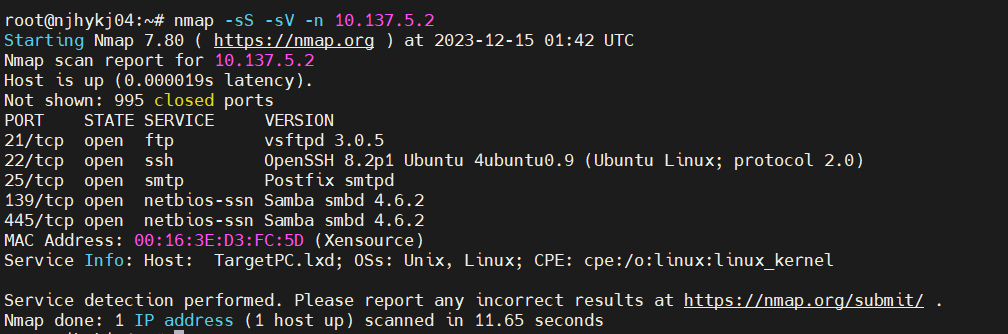 root@njhykj04:~# nmap -sS -sV -n 10.137.5.2
Starting Nmap 7.80 ( https://nmap.org ) at 2023-12-15 01:42 UTC
Nmap scan report for 10.137.5.2
Host is up (0.000019s latency).
Not shown: 995 closed ports
PORT    STATE SERVICE     VERSION
21/tcp  open  ftp         vsftpd 3.0.5
22/tcp  open  ssh         OpenSSH 8.2p1 Ubuntu 4ubuntu0.9 (Ubuntu Linux; protocol 2.0)
25/tcp  open  smtp        Postfix smtpd
139/tcp open  netbios-ssn Samba smbd 4.6.2
445/tcp open  netbios-ssn Samba smbd 4.6.2
MAC Address: 00:16:3E:D3:FC:5D (Xensource)
Service Info: Host:  TargetPC.lxd; OSs: Unix, Linux; CPE: cpe:/o:linux:linux_kernel

Service detection performed. Please report any incorrect results at https://nmap.org/submit/ .
Nmap done: 1 IP address (1 host up) scanned in 11.65 seconds